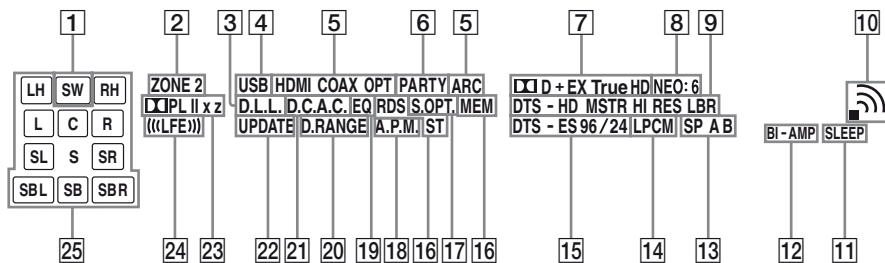 1 2 3 4 5 6 5 7 8 9 10
LH SW RH
L C R
SL S SR
SBL SB SBR
ZONE 2 USB HDMI COAX OPT PARTY ARC D + EX True HD NEO: 6
PL II x z D.L.L. D.C.A.C. EQ RDS S.OPT. MEM DTS - HD MSTR HI RES LBR
(((LFE))) UPDATE D.RANGE A.P.M. ST DTS - ES 96/24 LPCM SP A B
BI - AMP SLEEP
25 24 23 22 21 20 19 18 16 17 16 15 14 13 12 11